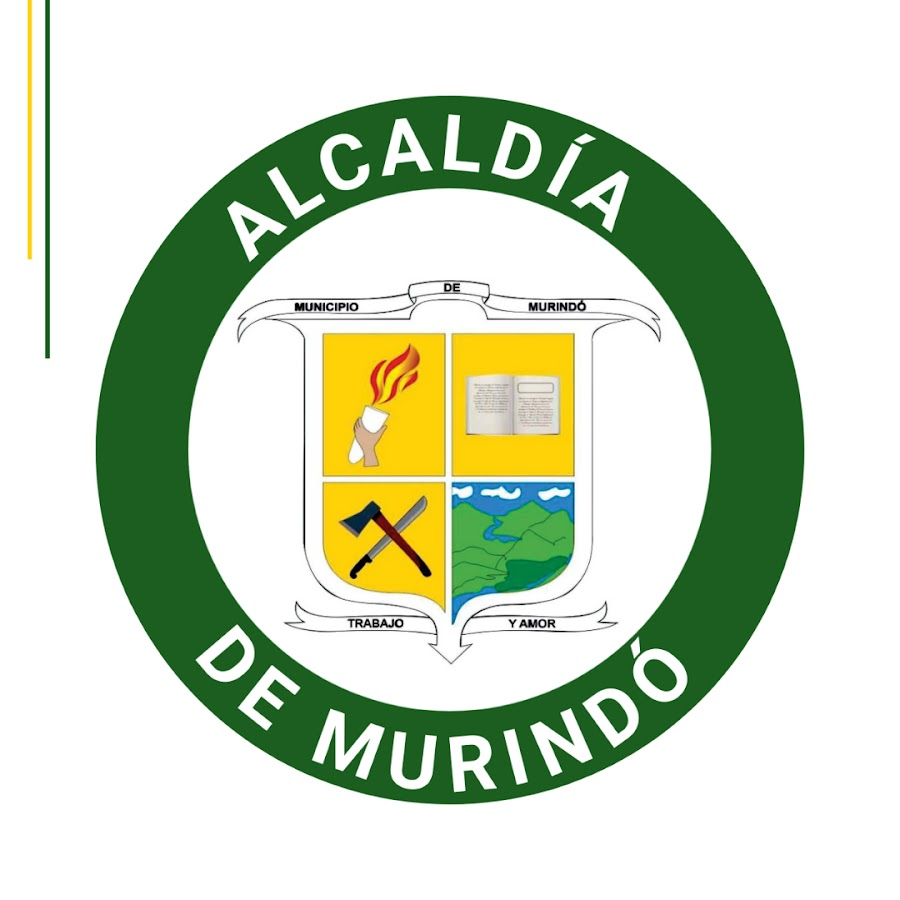 ALCALDÍA
MUNICIPIO DE MURINDÓ
TRABAJO Y AMOR
DE MURINDÓ